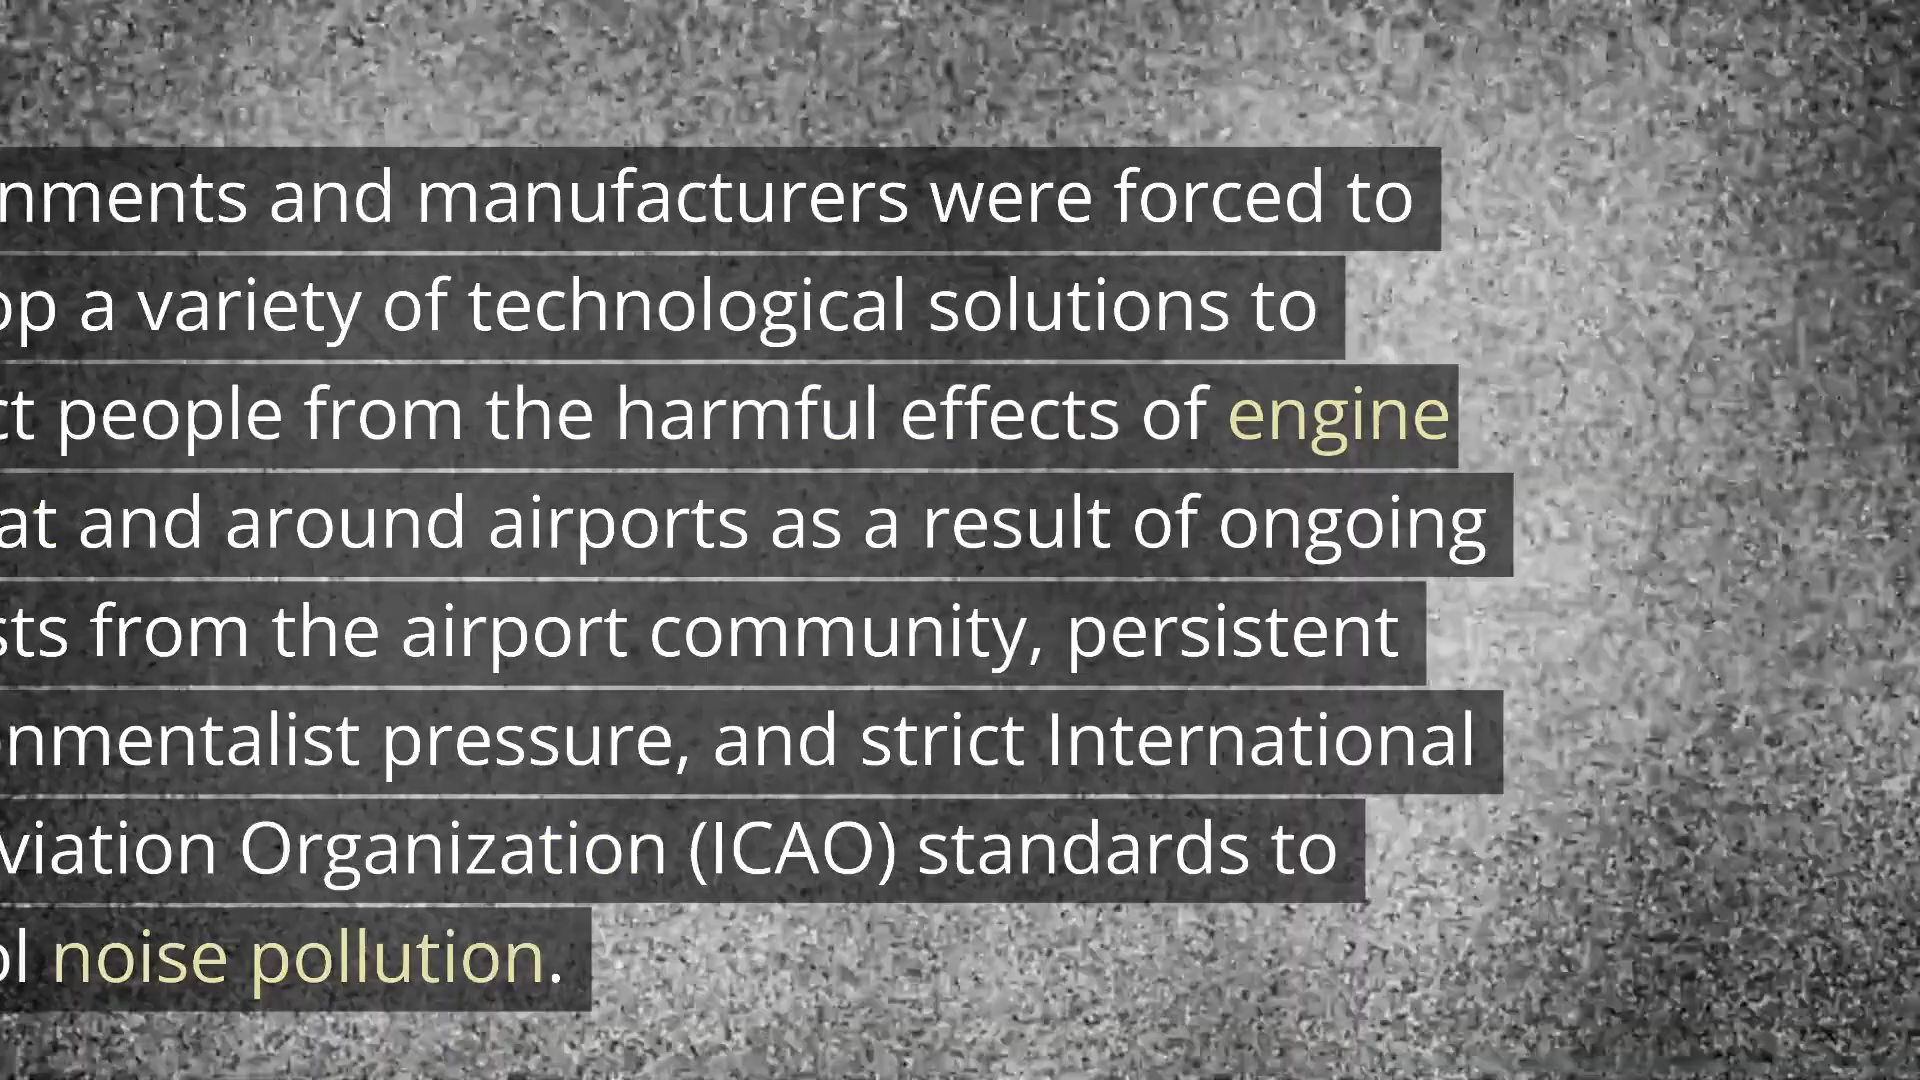 nments and manufacturers were forced to
op a variety of technological solutions to
ct people from the harmful effects of engine
at and around airports as a result of ongoing
sts from the airport community, persistent
onmentalist pressure, and strict International
viation Organization (ICAO) standards to
ol noise pollution.